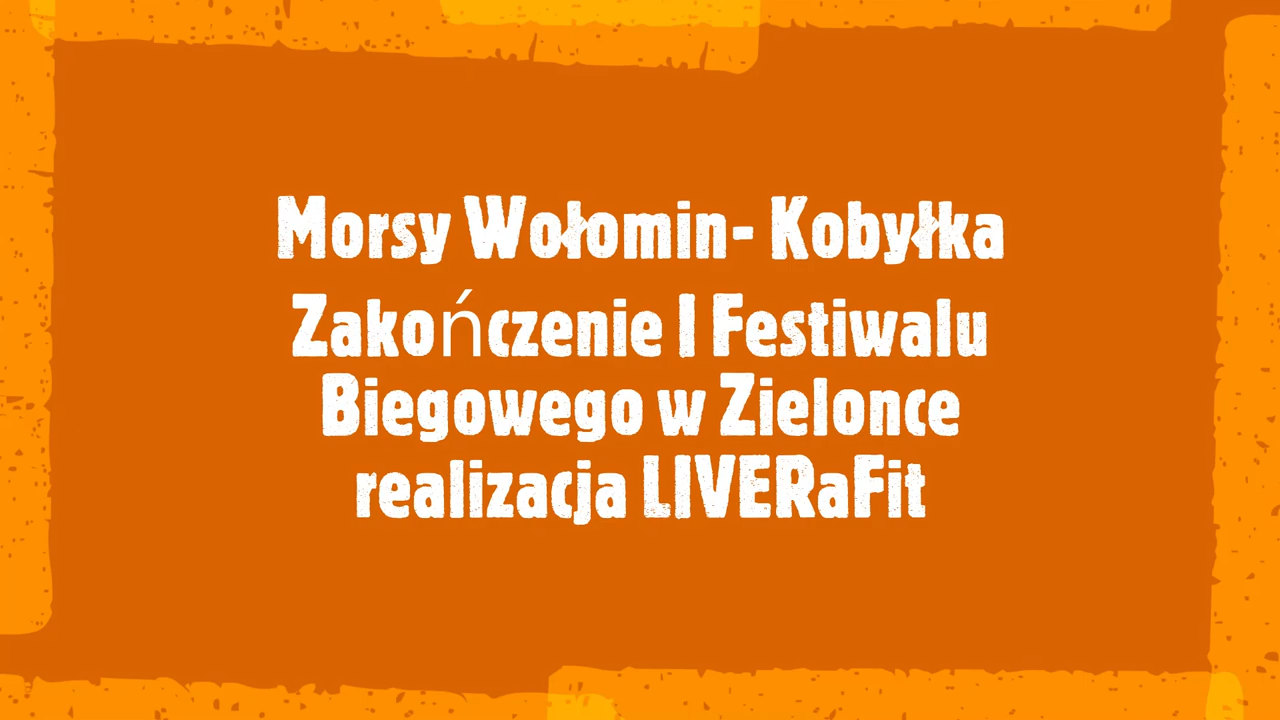 Morsy Wołomin- Kobyłka
Zakończenie I Festiwalu
Biegowego w Zielonce
realizacja LIVERaFit